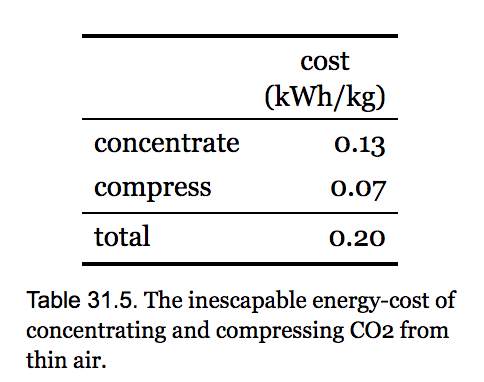 cost
(kWh/kg)
concentrate 0.13
compress 0.07
total 0.20
Table 31.5. The inescapable energy-cost of
concentrating and compressing CO2 from
thin air.